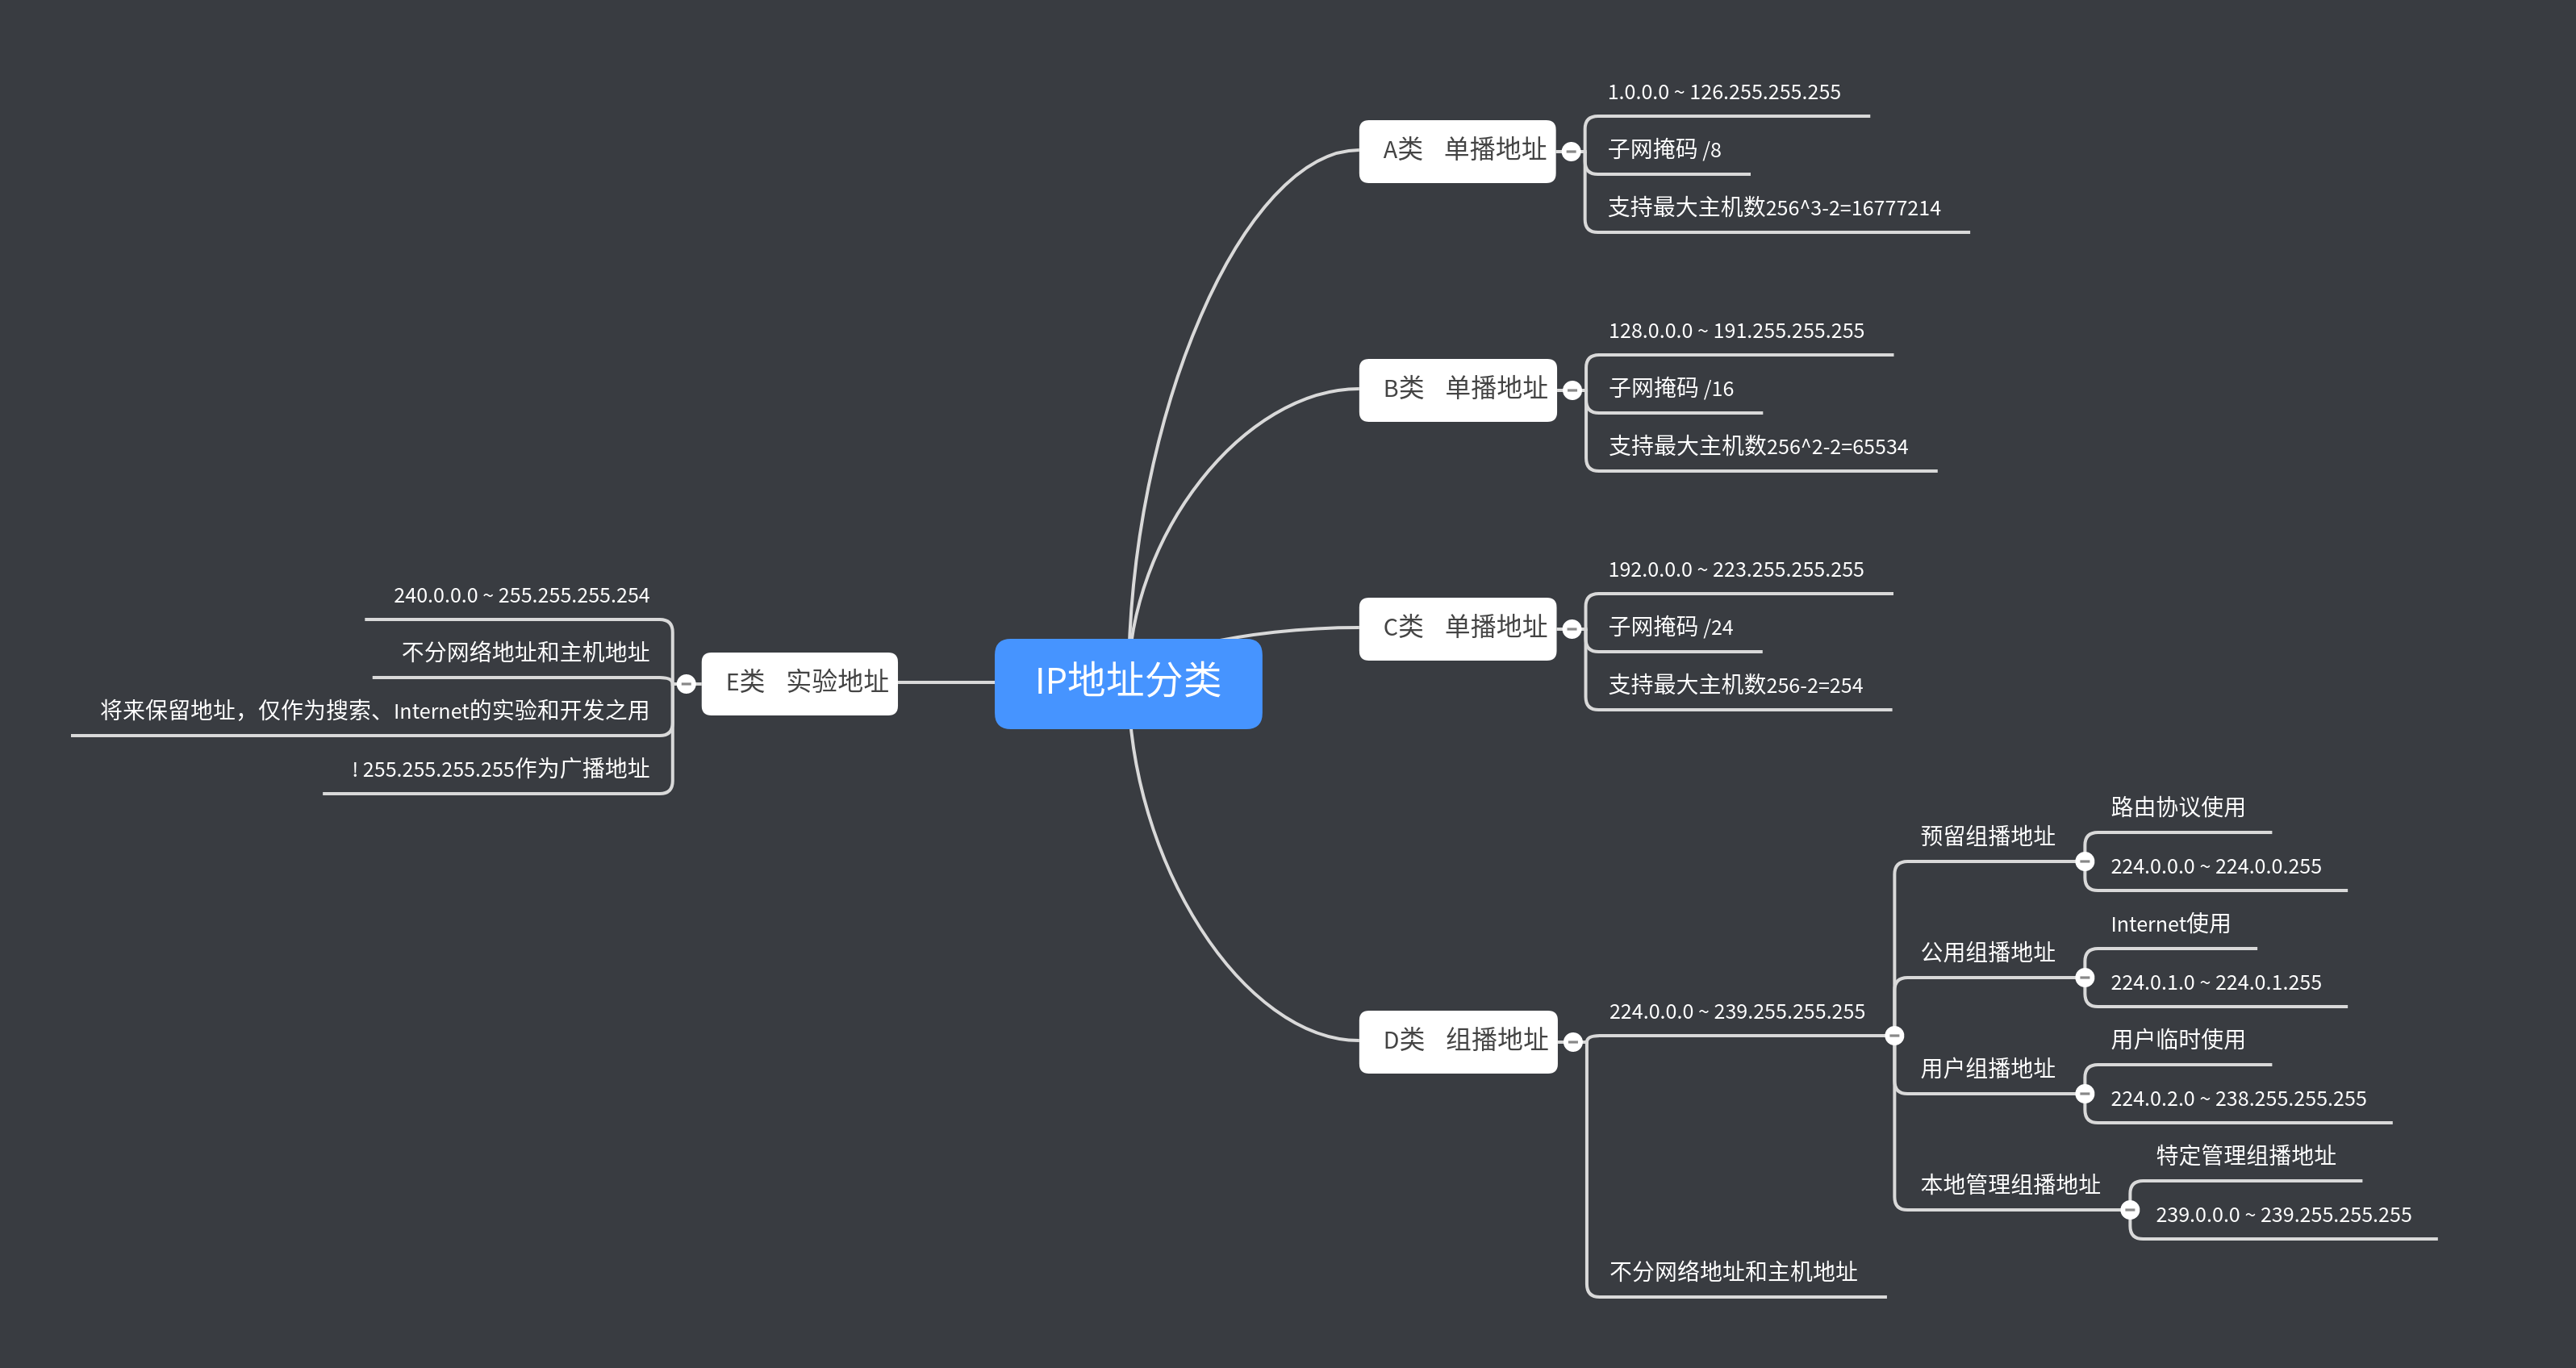 IP地址分类
A类 单播地址
1.0.0.0 ~ 126.255.255.255
子网掩码 /8
支持最大主机数256^3-2=16777214
B类 单播地址
128.0.0.0 ~ 191.255.255.255
子网掩码 /16
支持最大主机数256^2-2=65534
C类 单播地址
192.0.0.0 ~ 223.255.255.255
子网掩码 /24
支持最大主机数256-2=254
D类 组播地址
224.0.0.0 ~ 239.255.255.255
预留组播地址
路由协议使用
224.0.0.0 ~ 224.0.0.255
公用组播地址
Internet使用
224.0.1.0 ~ 224.0.1.255
用户组播地址
用户临时使用
224.0.2.0 ~ 238.255.255.255
本地管理组播地址
特定管理组播地址
239.0.0.0 ~ 239.255.255.255
不分网络地址和主机地址
E类 实验地址
240.0.0.0 ~ 255.255.255.254
不分网络地址和主机地址
将来保留地址，仅作为搜索、Internet的实验和开发之用
! 255.255.255.255作为广播地址